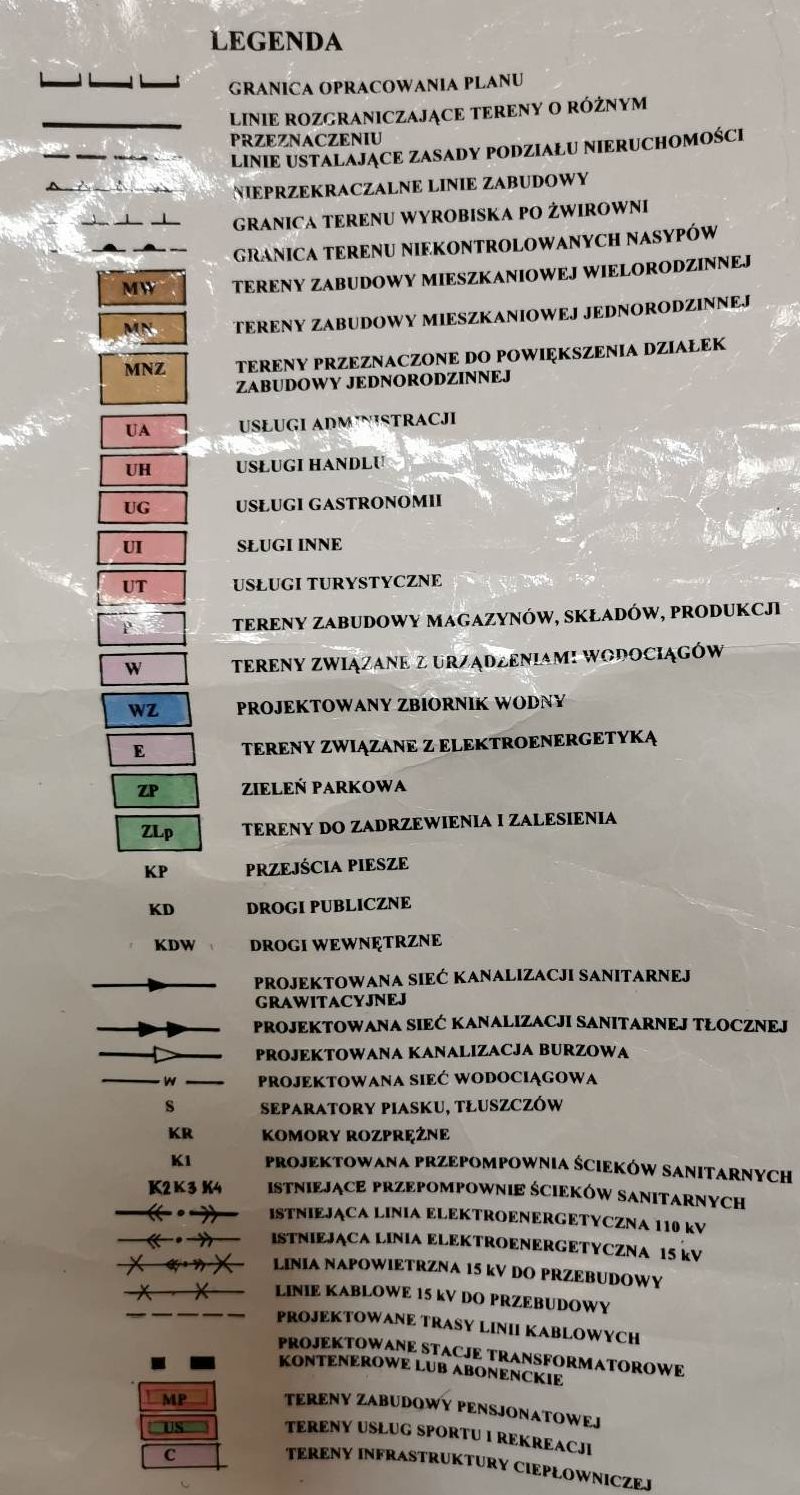 LEGENDA
GRANICA OPRACOWANIA PLANU
LINIE ROZGRANICZAJĄCE TERENY O RÓŻNYM
PRZEZNACZENIU
LINIE USTALAJĄCE ZASADY PODZIAŁU NIERUCHOMOŚCI
NIEPRZEKRACZALNE LINIE ZABUDOWY
GRANICA TERENU WYROBISKA PO ŻWIROWNI
GRANICA TERENU NIEKONTROLOWANYCH NASYPÓW
MW TERENY ZABUDOWY MIESZKANIOWEJ WIELORODZINNEJ
MN TERENY ZABUDOWY MIESZKANIOWEJ JEDNORODZINNEJ
MNZ TERENY PRZEZNACZONE DO POWIĘKSZENIA DZIAŁEK
ZABUDOWY JEDNORODZINNEJ
UA USŁUGI ADMINISTRACJI
UH USŁUGI HANDLU
UG USŁUGI GASTRONOMII
UI SŁUGI INNE
UT USŁUGI TURYSTYCZNE
P TERENY ZABUDOWY MAGAZYNÓW, SKŁADÓW, PRODUKCJI
W TERENY ZWIĄZANE Z URZĄDZENIAMI WODOCIĄGÓW
WZ PROJEKTOWANY ZBIORNIK WODNY
E TERENY ZWIĄZANE Z ELEKTROENERGETYKĄ
ZP ZIELEŃ PARKOWA
ZLp TERENY DO ZADRZEWIENIA I ZALESIENIA
KP PRZEJŚCIA PIESZE
KD DROGI PUBLICZNE
KDW DROGI WEWNĘTRZNE
PROJEKTOWANA SIEĆ KANALIZACJI SANITARNEJ
GRAWITACYJNEJ
PROJEKTOWANA SIEĆ KANALIZACJI SANITARNEJ TŁOCZNEJ
PROJEKTOWANA KANALIZACJA BURZOWA
W PROJEKTOWANA SIEĆ WODOCIĄGOWA
S SEPARATORY PIASKU, TŁUSZCZÓW
KR KOMORY ROZPRĘŻNE
K1 PROJEKTOWANA PRZEPOMPOWNIA ŚCIEKÓW SANITARNYCH
K2 K3 K4 ISTNIEJĄCE PRZEPOMPOWNIE ŚCIEKÓW SANITARNYCH
ISTNIEJĄCA LINIA ELEKTROENERGETYCZNA 110 kV
ISTNIEJĄCA LINIA ELEKTROENERGETYCZNA 15 kV
LINIA NAPOWIETRZNA 15 kV DO PRZEBUDOWY
LINIE KABLOWE 15 kV DO PRZEBUDOWY
PROJEKTOWANE TRASY LINII KABLOWYCH
PROJEKTOWANE STACJE TRANSFORMATOROWE
KONTENEROWE LUB ABONENCKIE
MP TERENY ZABUDOWY PENSJONATOWEJ
US TERENY USŁUG SPORTU I REKREACJI
C TERENY INFRASTRUKTURY CIEPŁOWNICZEJ